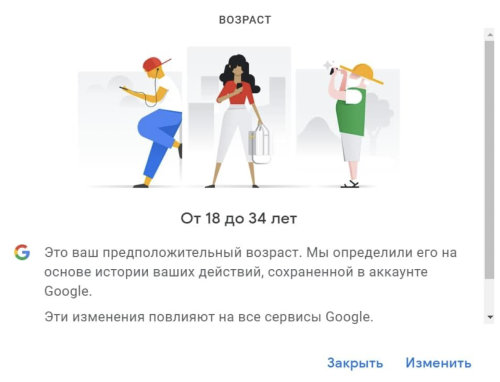 ВОЗРАСТ
От 18 до 34 лет
Это ваш предположительный возраст. Мы определили его на
основе истории ваших действий, сохраненной в аккаунте
Google.
Эти изменения повлияют на все сервисы Google.
Закрыть Изменить